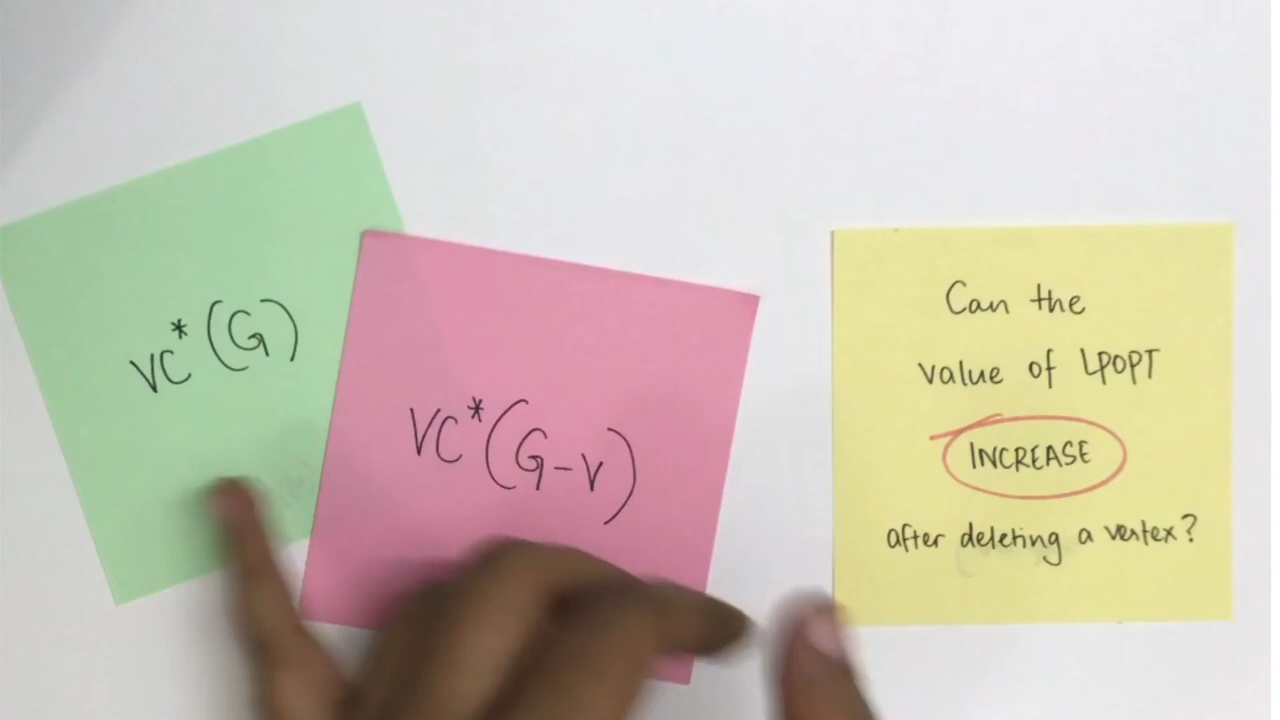 VC*(G)
VC*(G-v)
Can the
value of LPOPT
INCREASE
after deleting a vertex?